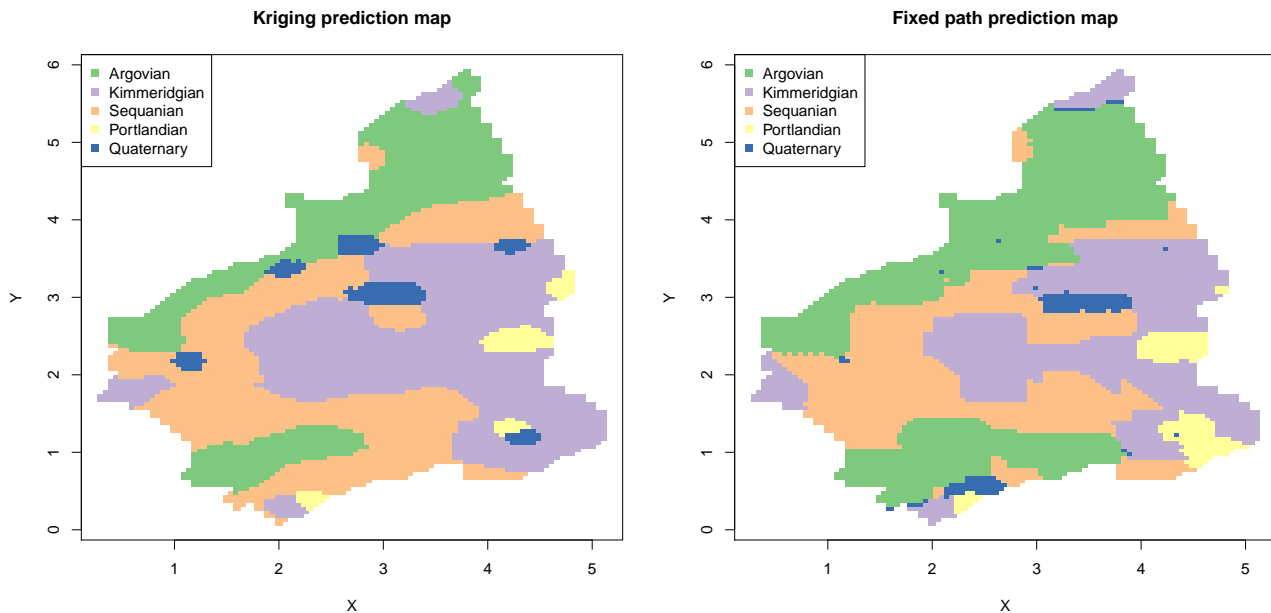 Kriging prediction map
Argovian
Kimmeridgian
Sequanian
Portlandian
Quaternary
Y
6
5
4
3
2
1
0
1 2 3 4 5
X
Fixed path prediction map
Argovian
Kimmeridgian
Sequanian
Portlandian
Quaternary
Y
6
5
4
3
2
1
0
1 2 3 4 5
X